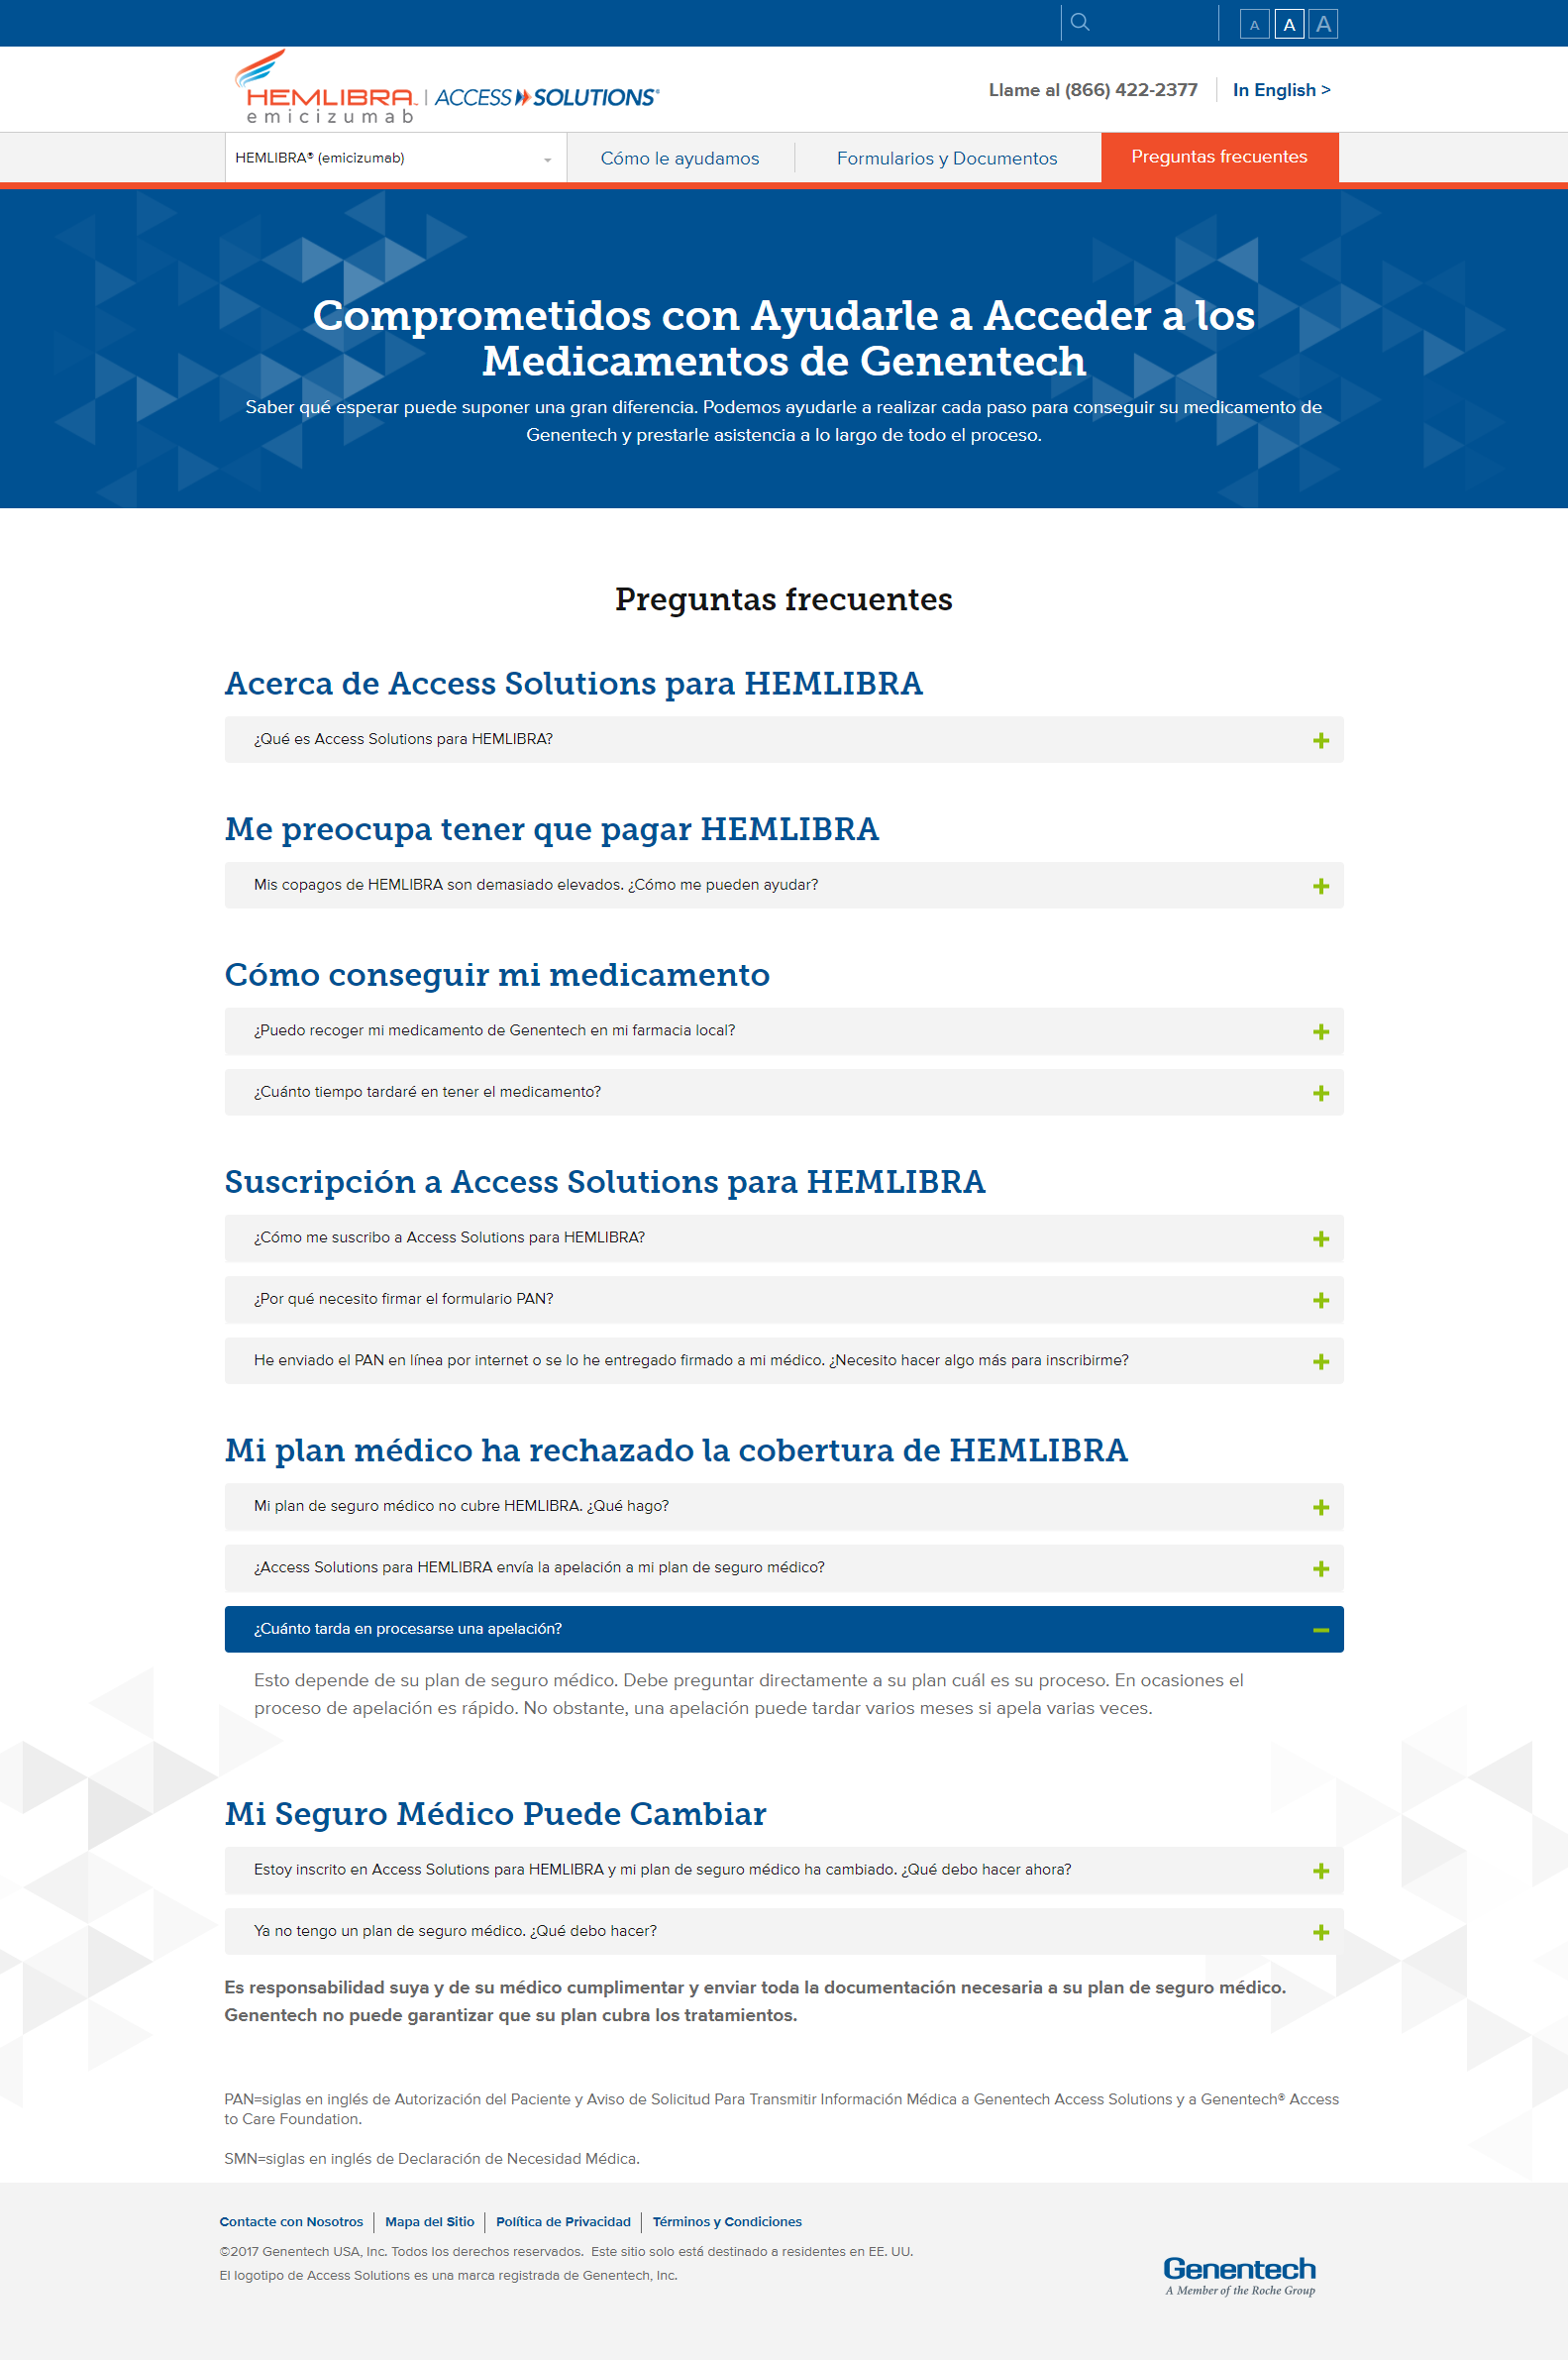 A A A
HEMLIBRA™ | ACCESS SOLUTIONS®
emicizumab
Llame al (866) 422-2377
In English >
HEMLIBRA® (emicizumab)
Cómo le ayudamos
Formularios y Documentos
Preguntas frecuentes
Comprometidos con Ayudarle a Acceder a los
Medicamentos de Genentech
Saber qué esperar puede suponer una gran diferencia. Podemos ayudarle a realizar cada paso para conseguir su medicamento de
Genentech y prestarle asistencia a lo largo de todo el proceso.
Preguntas frecuentes
Acerca de Access Solutions para HEMLIBRA
¿Qué es Access Solutions para HEMLIBRA?
Me preocupa tener que pagar HEMLIBRA
Mis copagos de HEMLIBRA son demasiado elevados. ¿Cómo me pueden ayudar?
Cómo conseguir mi medicamento
¿Puedo recoger mi medicamento de Genentech en mi farmacia local?
¿Cuánto tiempo tardaré en tener el medicamento?
Suscripción a Access Solutions para HEMLIBRA
¿Cómo me suscribo a Access Solutions para HEMLIBRA?
¿Por qué necesito firmar el formulario PAN?
He enviado el PAN en línea por internet o se lo he entregado firmado a mi médico. ¿Necesito hacer algo más para inscribirme?
Mi plan médico ha rechazado la cobertura de HEMLIBRA
Mi plan de seguro médico no cubre HEMLIBRA. ¿Qué hago?
¿Access Solutions para HEMLIBRA envía la apelación a mi plan de seguro médico?
¿Cuánto tarda en procesarse una apelación?
Esto depende de su plan de seguro médico. Debe preguntar directamente a su plan cuál es su proceso. En ocasiones el
proceso de apelación es rápido. No obstante, una apelación puede tardar varios meses si apela varias veces.
Mi Seguro Médico Puede Cambiar
Estoy inscrito en Access Solutions para HEMLIBRA y mi plan de seguro médico ha cambiado. ¿Qué debo hacer ahora?
Ya no tengo un plan de seguro médico. ¿Qué debo hacer?
Es responsabilidad suya y de su médico cumplimentar y enviar toda la documentación necesaria a su plan de seguro médico.
Genentech no puede garantizar que su plan cubra los tratamientos.
PAN=siglas en inglés de Autorización del Paciente y Aviso de Solicitud Para Transmitir Información Médica a Genentech Access Solutions y a Genentech® Access
to Care Foundation.
SMN=siglas en inglés de Declaración de Necesidad Médica.
Contacte con Nosotros | Mapa del Sitio | Política de Privacidad | Términos y Condiciones
©2017 Genentech USA, Inc. Todos los derechos reservados. Este sitio solo está destinado a residentes en EE. UU.
El logotipo de Access Solutions es una marca registrada de Genentech, Inc.
Genentech
A Member of the Roche Group